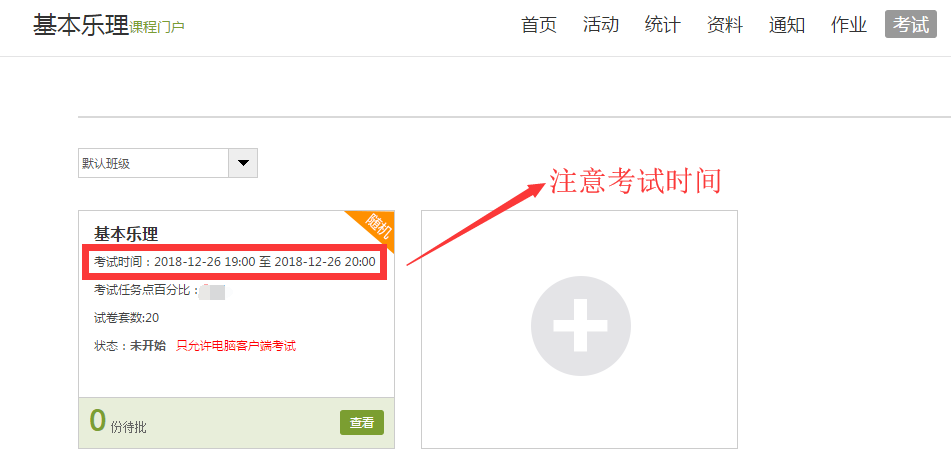 基本乐理课程门户
首页 活动 统计 资料 通知 作业 考试
默认班级
注意考试时间
随机
基本乐理
考试时间：2018-12-26 19:00 至 2018-12-26 20:00
考试任务点百分比：
试卷套数:20
状态：未开始 只允许电脑客户端考试
0 份待批
查看